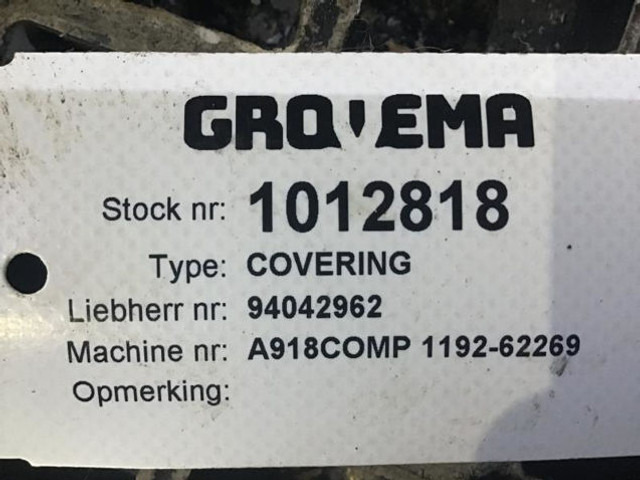 GROVEMA
Stock nr: 1012818
Type: COVERING
Liebherr nr: 94042962
Machine nr: A918COMP 1192-62269
Opmerking: